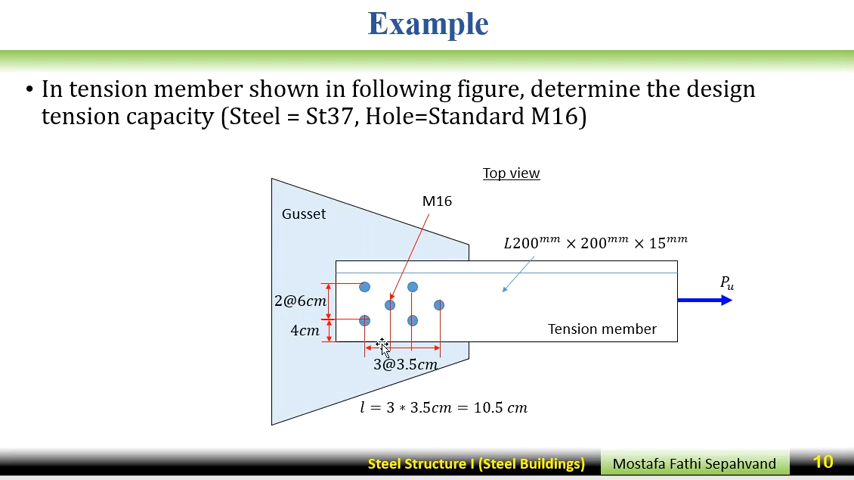 Example
• In tension member shown in following figure, determine the design
tension capacity (Steel = St37, Hole=Standard M16)
Top view
M16
Gusset
L200^{mm} × 200^{mm} × 15^{mm}
P_u
2@6cm
4cm
Tension member
3@3.5cm
l = 3 * 3.5cm = 10.5 cm
Steel Structure I (Steel Buildings)
Mostafa Fathi Sepahvand
10